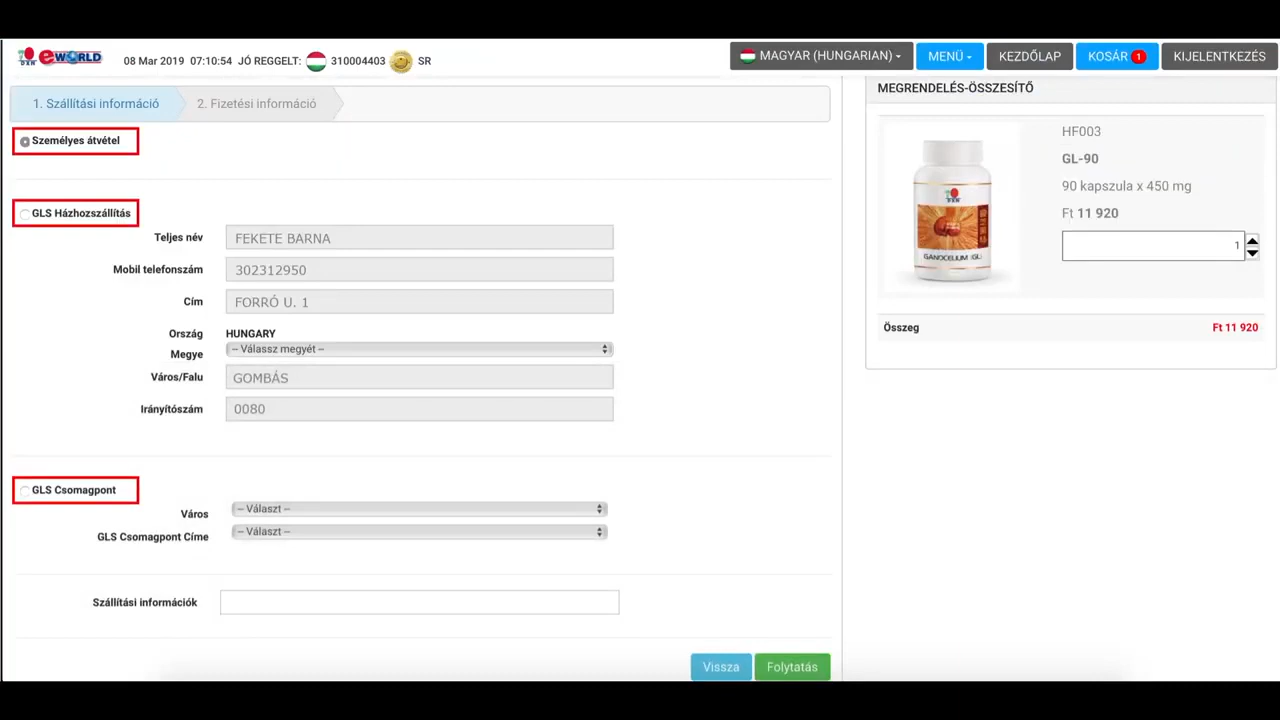 DXN eWORLD
08 Mar 2019 07:10:54 JÓ REGGELT: 310004403 SR
MAGYAR (HUNGARIAN)
MENÜ
KEZDŐLAP
KOSÁR 1
KIJELENTKEZÉS
1. Szállítási információ
2. Fizetési információ
Személyes átvétel
GLS Házhozszállítás
Teljes név FEKETE BARNA
Mobil telefonszám 302312950
Cím FORRÓ U. 1
Ország HUNGARY
Megye -- Válassz megyét --
Város/Falu GOMBÁS
Irányítószám 0080
GLS Csomagpont
Város -- Választ --
GLS Csomagpont Címe -- Választ --
Szállítási információk
Vissza
Folytatás
MEGRENDELÉS-ÖSSZESÍTŐ
DXN
GANOCELIUM (GL)
HF003
GL-90
90 kapszula x 450 mg
Ft 11 920
1
Összeg Ft 11 920